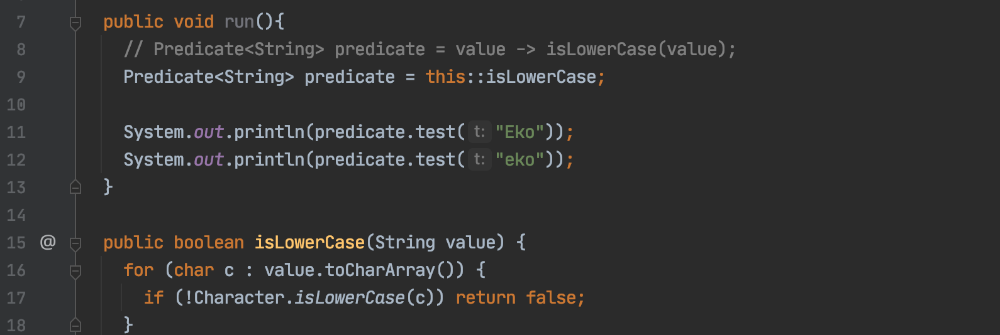 7 public void run(){
8 // Predicate<String> predicate = value -> isLowerCase(value);
9 Predicate<String> predicate = this::isLowerCase;
10
11 System.out.println(predicate.test( t: "Eko"));
12 System.out.println(predicate.test( t: "eko"));
13 }
14
15 @ public boolean isLowerCase(String value) {
16 for (char c : value.toCharArray()) {
17 if (!Character.isLowerCase(c)) return false;
18 }